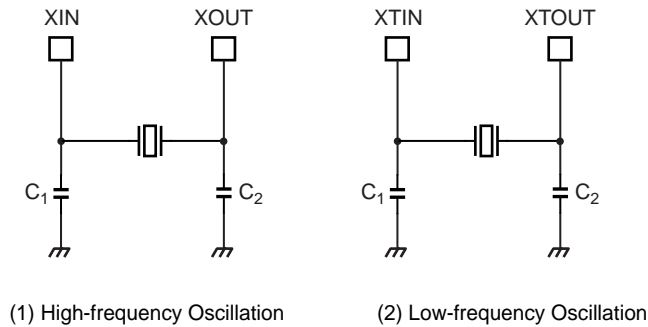 XIN XOUT XTIN XTOUT
C₁ C₂ C₁ C₂
(1) High-frequency Oscillation (2) Low-frequency Oscillation